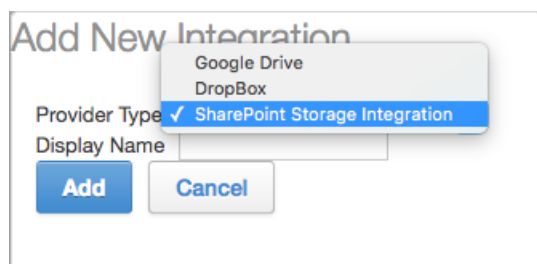 Add New Integration
Google Drive
DropBox
Provider Type ✓ SharePoint Storage Integration
Display Name
Add Cancel